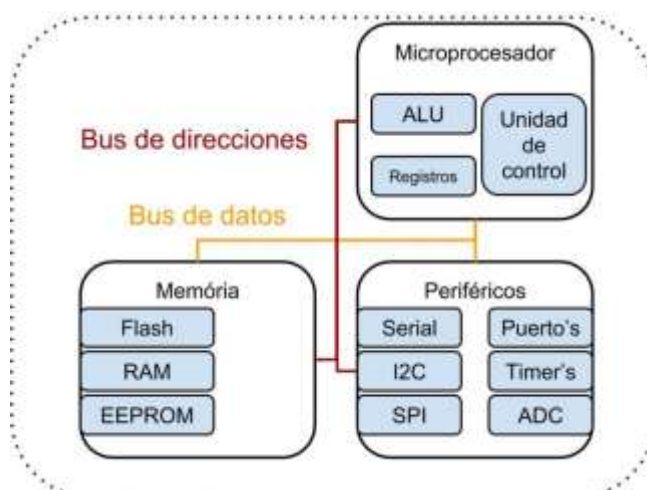 Microprocesador
ALU
Unidad
de
control
Registros
Bus de direcciones
Bus de datos
Memória
Flash
RAM
EEPROM
Periféricos
Serial
Puerto's
I2C
Timer's
SPI
ADC